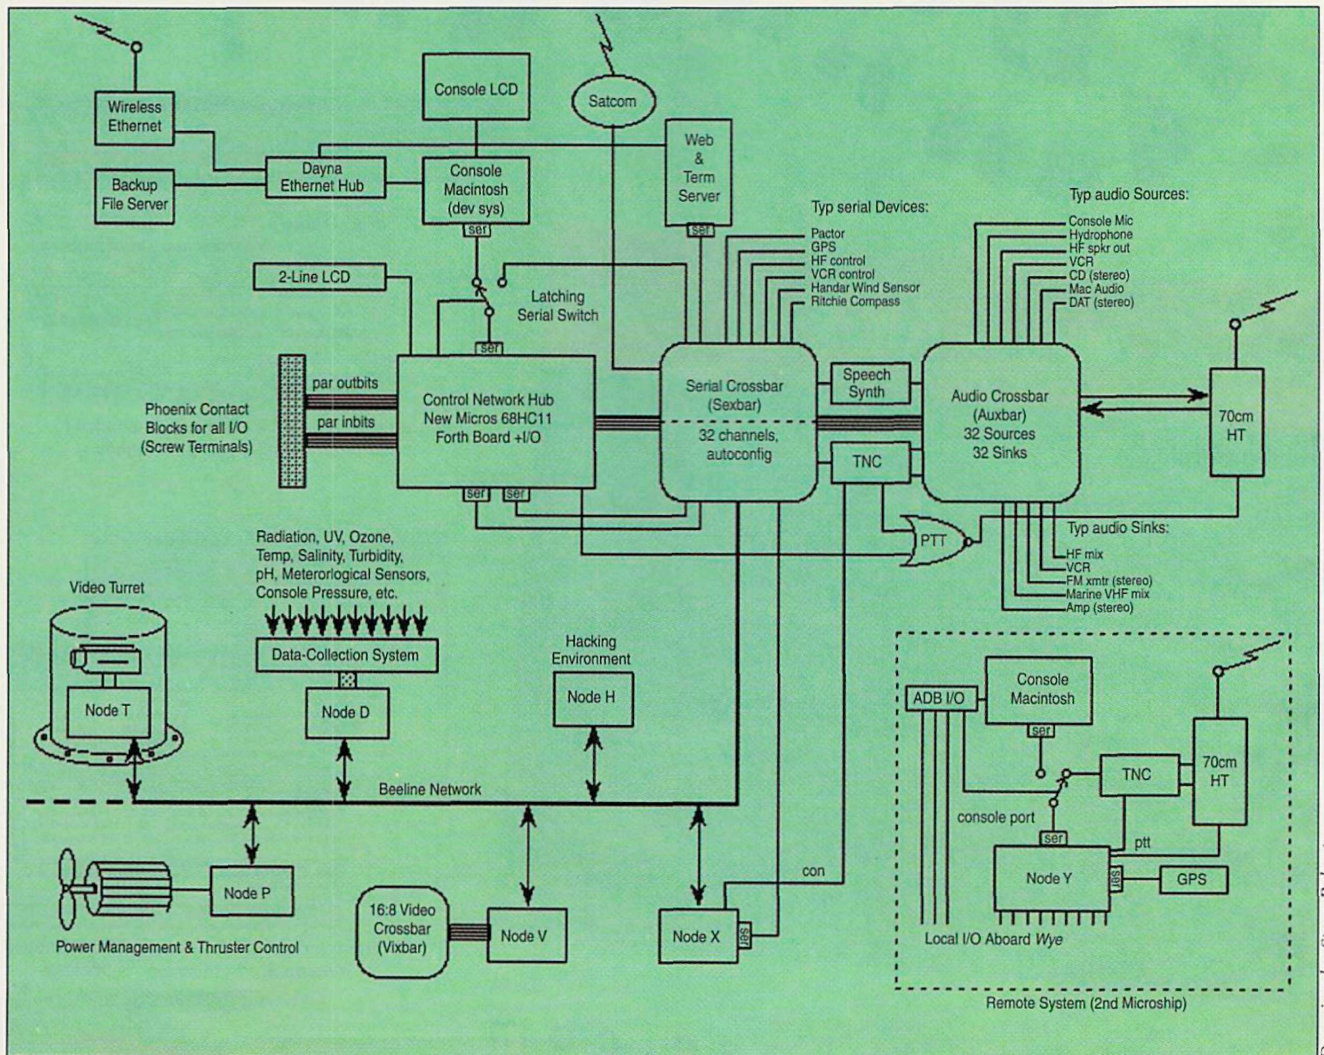 Wireless
Ethernet
Backup
File Server
Dayna
Ethernet Hub
Console LCD
Console
Macintosh
(dev sys)
ser
Satcom
Web
&
Term
Server
ser
2-Line LCD
Latching
Serial Switch
Typ serial Devices:
Pactor
GPS
HF control
VCR control
Handar Wind Sensor
Ritchie Compass
Typ audio Sources:
Console Mic
Hydrophone
HF spkr out
VCR
CD (stereo)
Mac Audio
DAT (stereo)
Phoenix Contact
Blocks for all I/O
(Screw Terminals)
par outbits
par inbits
ser
Control Network Hub
New Micros 68HC11
Forth Board +I/O
ser
ser
Serial Crossbar
(Sexbar)
32 channels,
autoconfig
Speech
Synth
TNC
Audio Crossbar
(Auxbar)
32 Sources
32 Sinks
70cm
HT
PTT
Typ audio Sinks:
HF mix
VCR
FM xmtr (stereo)
Marine VHF mix
Amp (stereo)
Radiation, UV, Ozone,
Temp, Salinity, Turbidity,
pH, Meterorlogical Sensors,
Console Pressure, etc.
Video Turret
Node T
Data-Collection System
Node D
Hacking
Environment
Node H
Beeline Network
Node P
Power Management & Thruster Control
16:8 Video
Crossbar
(Vixbar)
Node V
Node X
ser
con
ADB I/O
Console
Macintosh
ser
TNC
70cm
HT
console port
ser
ptt
Node Y
ser
GPS
Local I/O Aboard Wye
Remote System (2nd Microship)